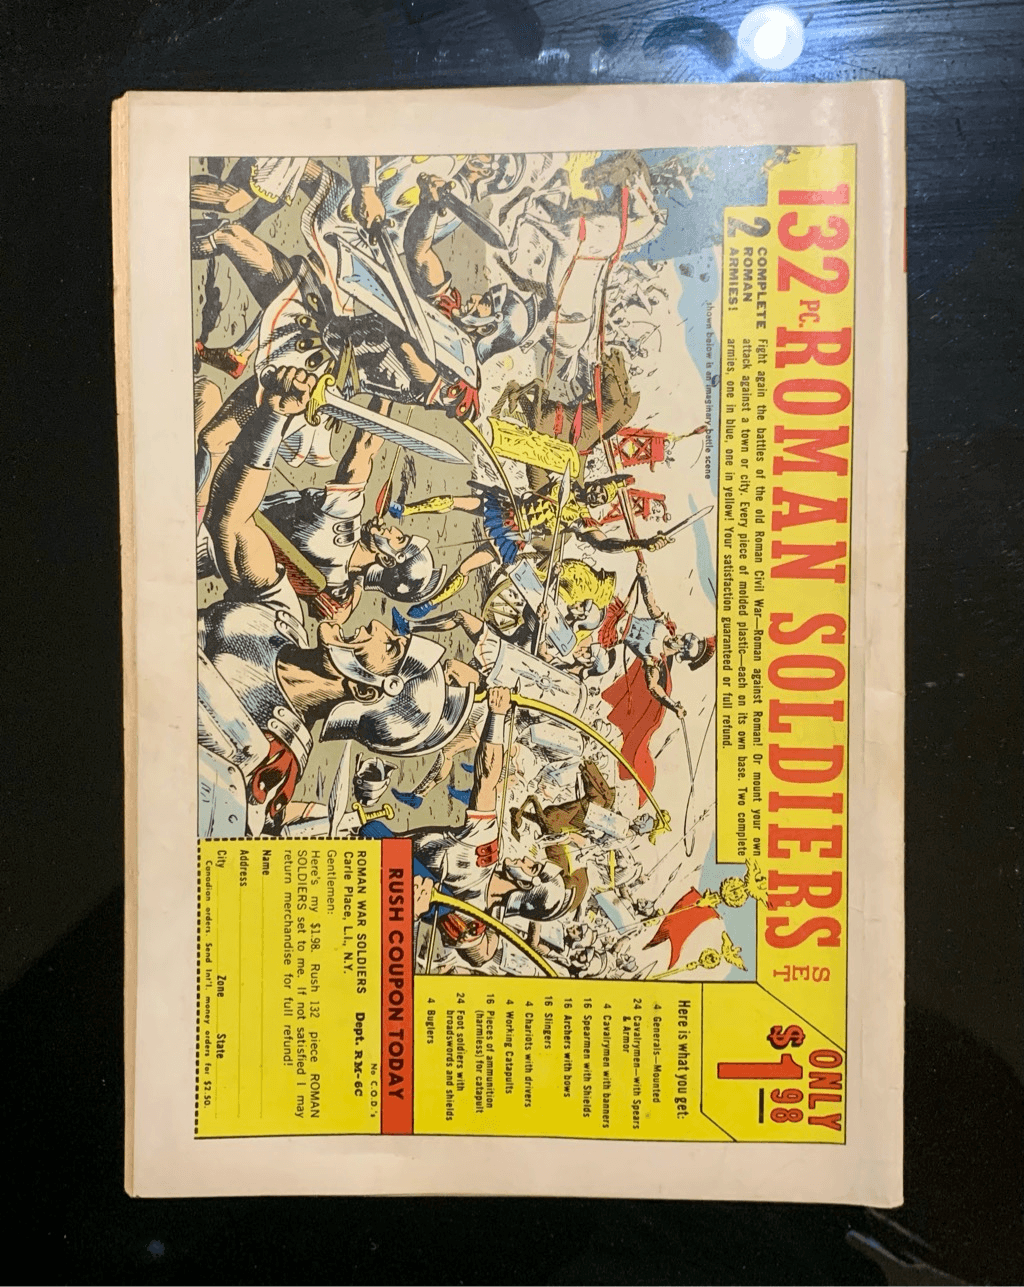 132 PC. ROMAN SOLDIERS SET
ONLY
$1 98
2 COMPLETE
ROMAN
ARMIES!
Fight again the battles of the old Roman Civil War—Roman against Roman! Or mount your own
attack against a town or city. Every piece of molded plastic—each on its own base. Two complete
armies, one in blue, one in yellow! Your satisfaction guaranteed or full refund.
shown below is an imaginary battle scene
Here is what you get:
4 Generals—Mounted
24 Cavalrymen—with Spears
& Armor
4 Cavalrymen with banners
16 Spearmen with Shields
16 Archers with bows
16 Slingers
4 Chariots with drivers
4 Working Catapults
16 Pieces of ammunition
(harmless) for catapult
24 Foot soldiers with
broadswords and shields
4 Buglers
RUSH COUPON TODAY
No C.O.D.'s
ROMAN WAR SOLDIERS Dept. RM-6C
Carle Place, L.I., N.Y.
Gentlemen:
Here's my $1.98. Rush 132 piece ROMAN
SOLDIERS set to me. If not satisfied I may
return merchandise for full refund!
Name
Address
City Zone State
Canadian orders. Send Int'l. money orders for $2.50.